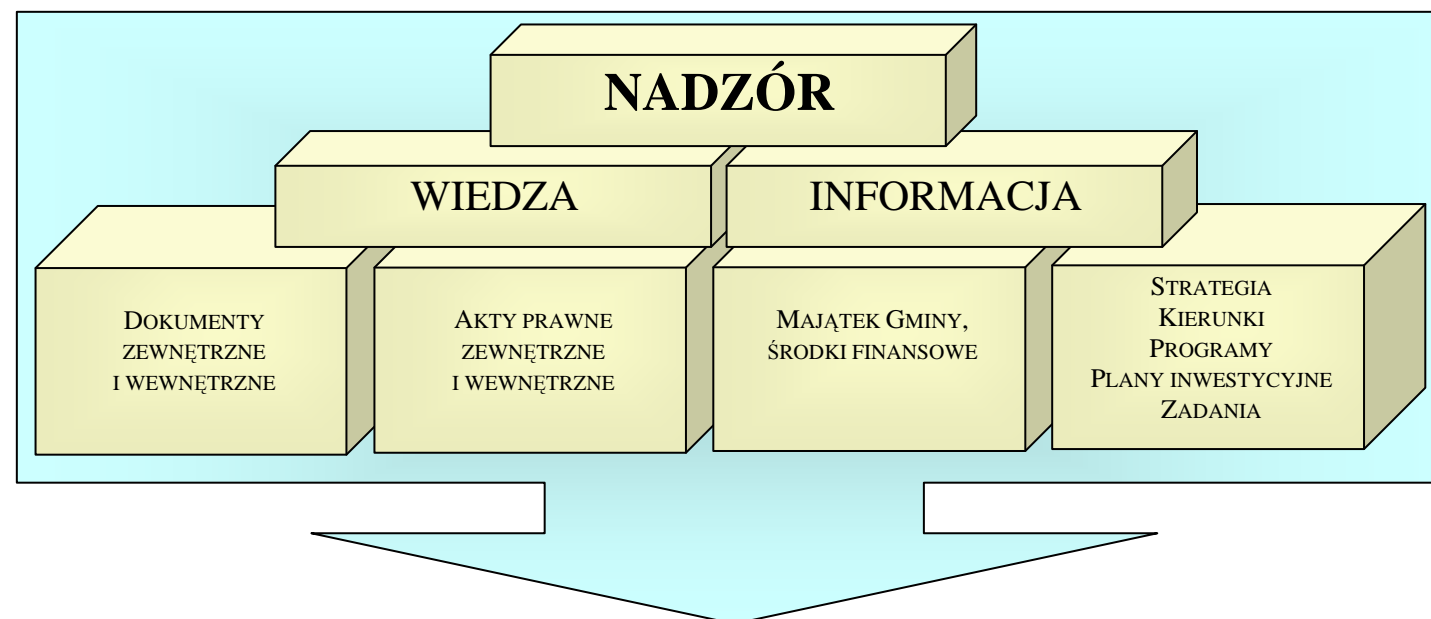 NADZÓR
WIEDZA
INFORMACJA
DOKUMENTY
ZEWNĘTRZNE
I WEWNĘTRZNE
AKTY PRAWNE
ZEWNĘTRZNE
I WEWNĘTRZNE
MAJĄTEK GMINY,
ŚRODKI FINANSOWE
STRATEGIA
KIERUNKI
PROGRAMY
PLANY INWESTYCYJNE
ZADANIA